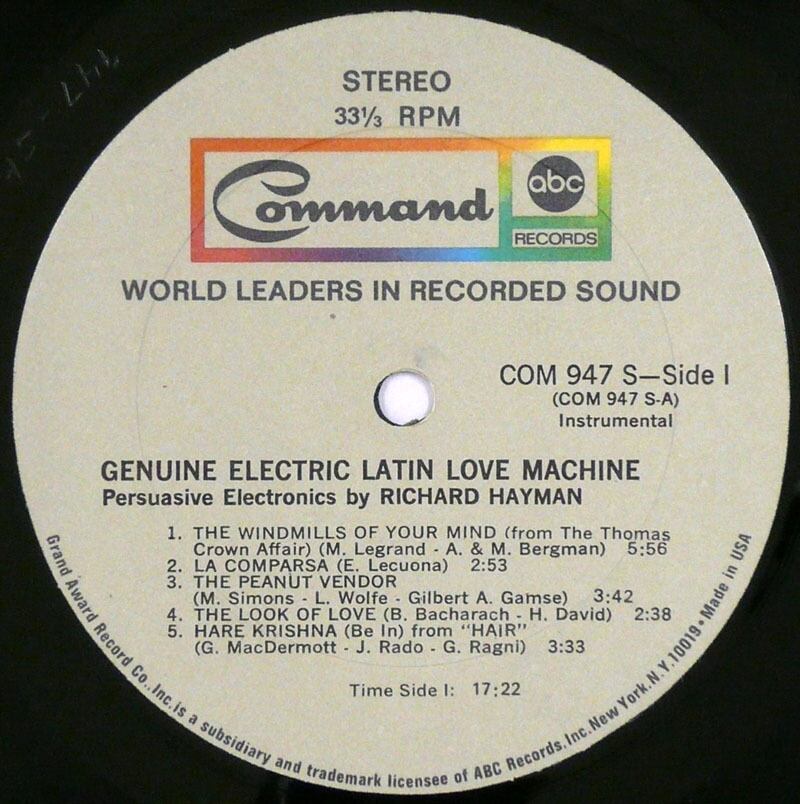 STEREO
33⅓ RPM
Command
abc
RECORDS
WORLD LEADERS IN RECORDED SOUND
COM 947 S—Side I
(COM 947 S-A)
Instrumental
GENUINE ELECTRIC LATIN LOVE MACHINE
Persuasive Electronics by RICHARD HAYMAN
1. THE WINDMILLS OF YOUR MIND (from The Thomas
Crown Affair) (M. Legrand - A. & M. Bergman) 5:56
2. LA COMPARSA (E. Lecuona) 2:53
3. THE PEANUT VENDOR
(M. Simons - L. Wolfe - Gilbert A. Gamse) 3:42
4. THE LOOK OF LOVE (B. Bacharach - H. David) 2:38
5. HARE KRISHNA (Be In) from "HAIR"
(G. MacDermott - J. Rado - G. Ragni) 3:33
Time Side I: 17:22
Grand Award Record Co., Inc. is a subsidiary and trademark licensee of ABC Records, Inc. New York, N.Y. 10019 • Made in USA